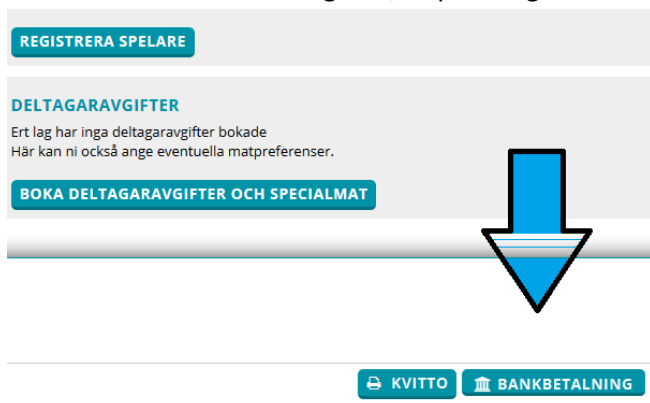 REGISTRERA SPELARE
DELTAGARAVGIFTER
Ert lag har inga deltagaravgifter bokade
Här kan ni också ange eventuella matpreferenser.
BOKA DELTAGARAVGIFTER OCH SPECIALMAT
KVITTO BANKBETALNING